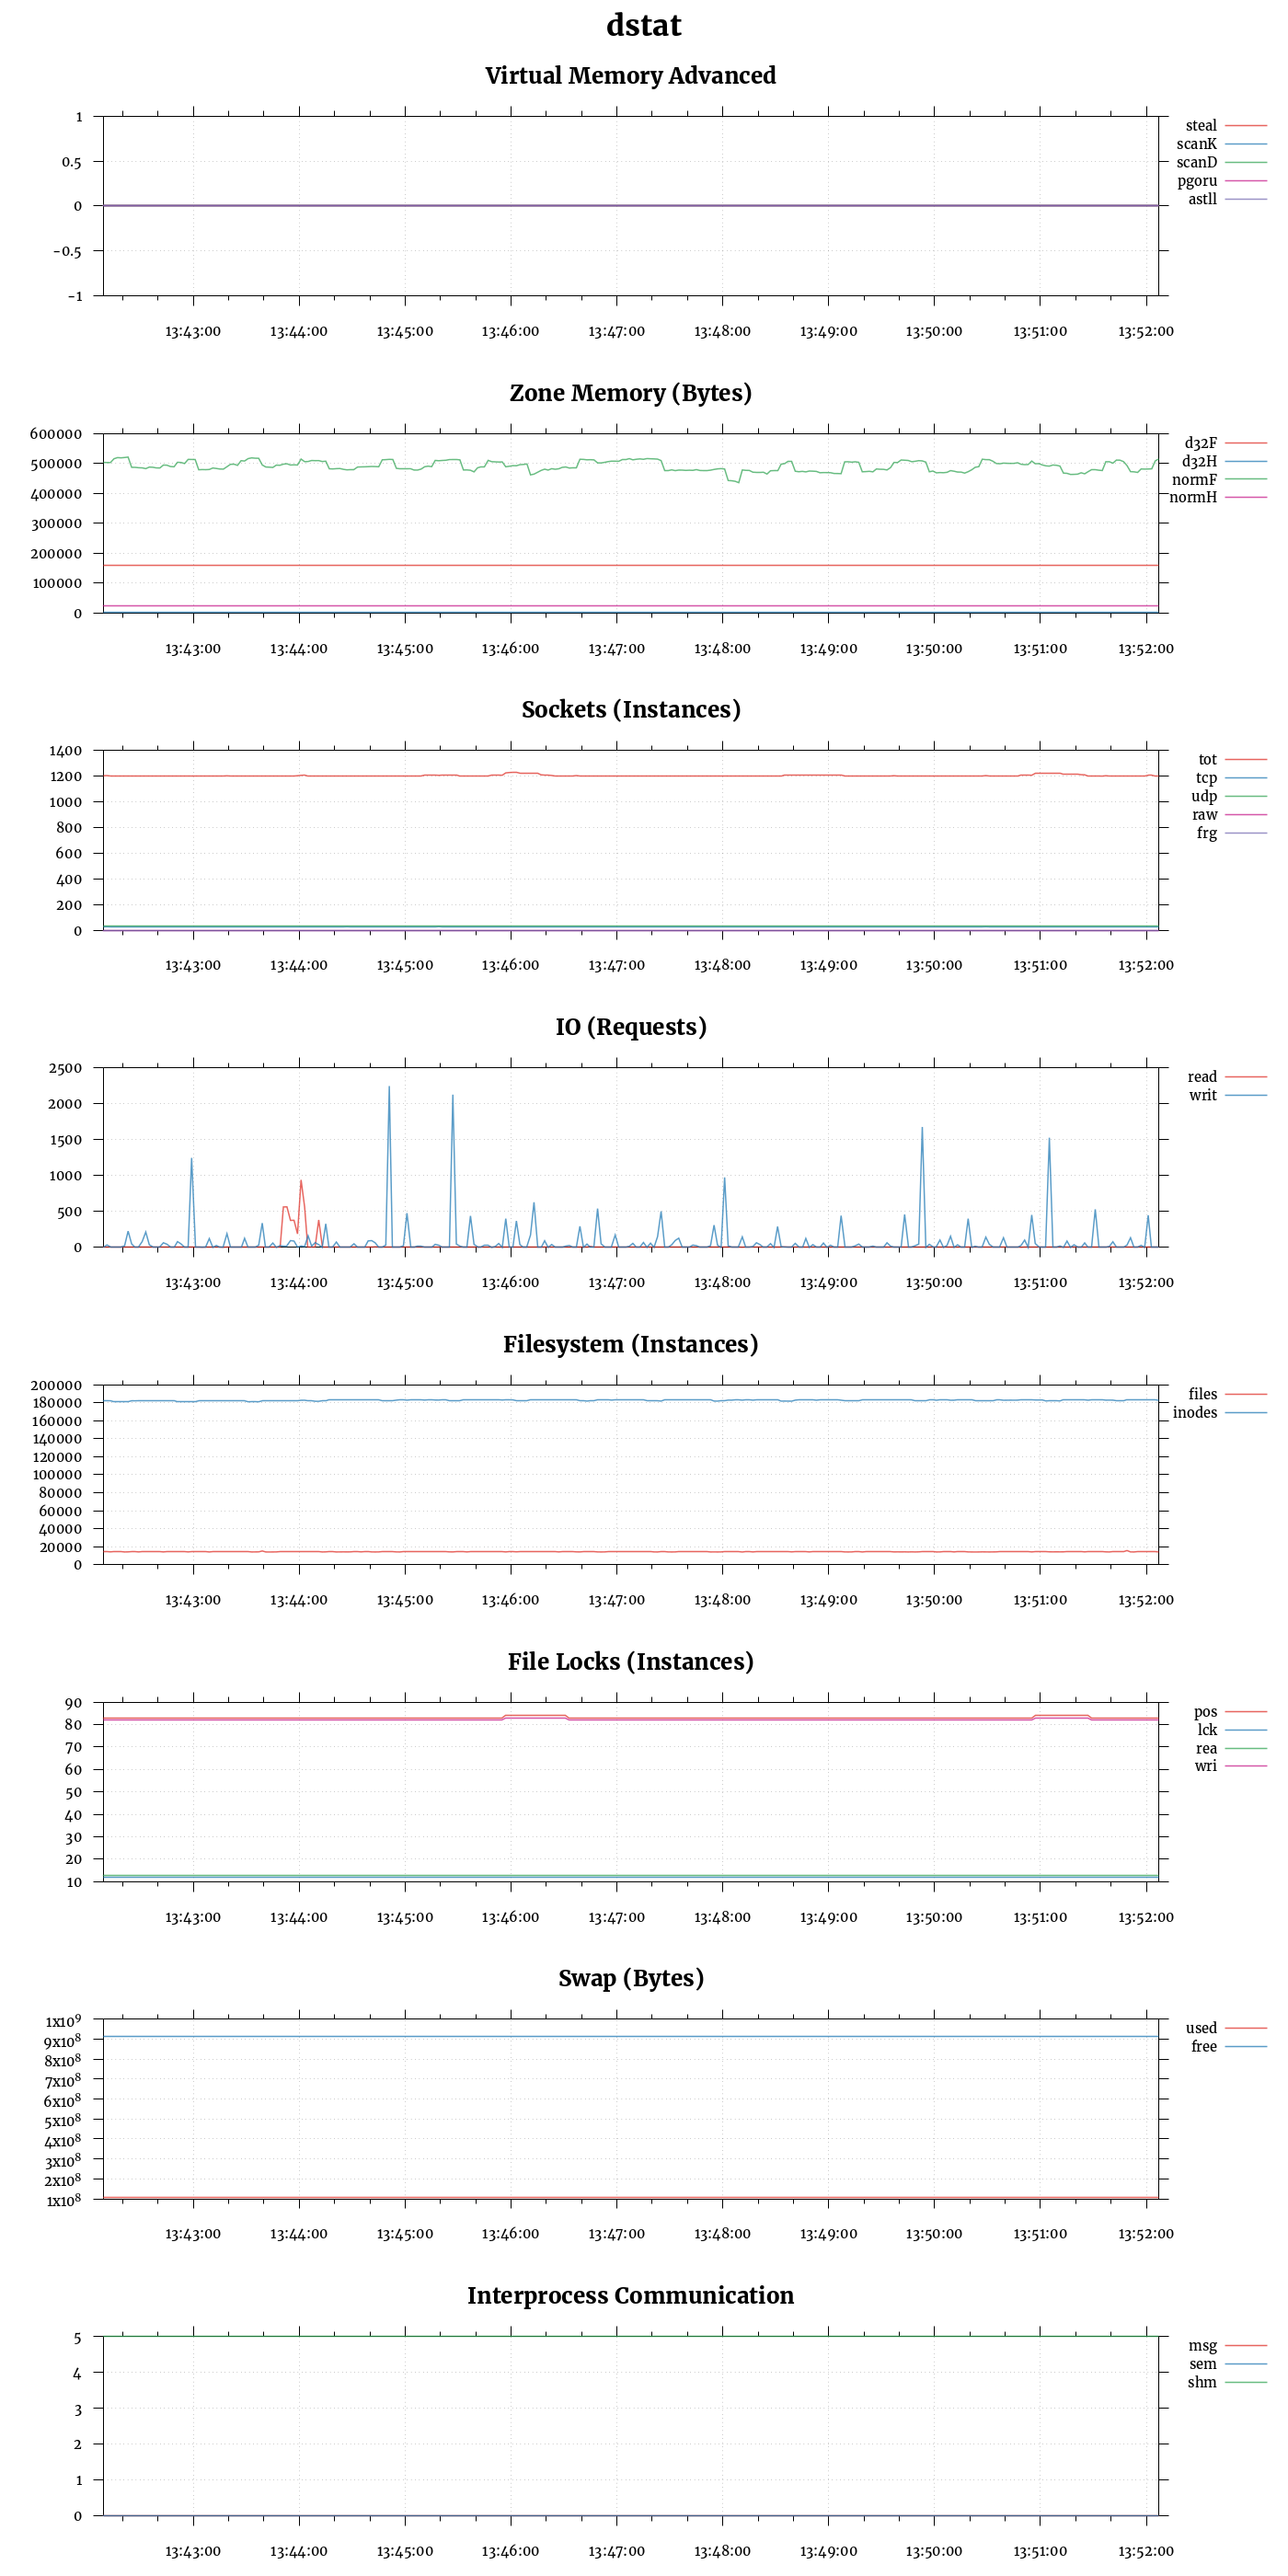 dstat
Virtual Memory Advanced
1
0.5
0
-0.5
-1
13:43:00 13:44:00 13:45:00 13:46:00 13:47:00 13:48:00 13:49:00 13:50:00 13:51:00 13:52:00
steal
scanK
scanD
pgoru
astll
Zone Memory (Bytes)
600000
500000
400000
300000
200000
100000
0
13:43:00 13:44:00 13:45:00 13:46:00 13:47:00 13:48:00 13:49:00 13:50:00 13:51:00 13:52:00
d32F
d32H
normF
normH
Sockets (Instances)
1400
1200
1000
800
600
400
200
0
13:43:00 13:44:00 13:45:00 13:46:00 13:47:00 13:48:00 13:49:00 13:50:00 13:51:00 13:52:00
tot
tcp
udp
raw
frg
IO (Requests)
2500
2000
1500
1000
500
0
13:43:00 13:44:00 13:45:00 13:46:00 13:47:00 13:48:00 13:49:00 13:50:00 13:51:00 13:52:00
read
writ
Filesystem (Instances)
200000
180000
160000
140000
120000
100000
80000
60000
40000
20000
0
13:43:00 13:44:00 13:45:00 13:46:00 13:47:00 13:48:00 13:49:00 13:50:00 13:51:00 13:52:00
files
inodes
File Locks (Instances)
90
80
70
60
50
40
30
20
10
13:43:00 13:44:00 13:45:00 13:46:00 13:47:00 13:48:00 13:49:00 13:50:00 13:51:00 13:52:00
pos
lck
rea
wri
Swap (Bytes)
1x10⁹
9x10⁸
8x10⁸
7x10⁸
6x10⁸
5x10⁸
4x10⁸
3x10⁸
2x10⁸
1x10⁸
13:43:00 13:44:00 13:45:00 13:46:00 13:47:00 13:48:00 13:49:00 13:50:00 13:51:00 13:52:00
used
free
Interprocess Communication
5
4
3
2
1
0
13:43:00 13:44:00 13:45:00 13:46:00 13:47:00 13:48:00 13:49:00 13:50:00 13:51:00 13:52:00
msg
sem
shm